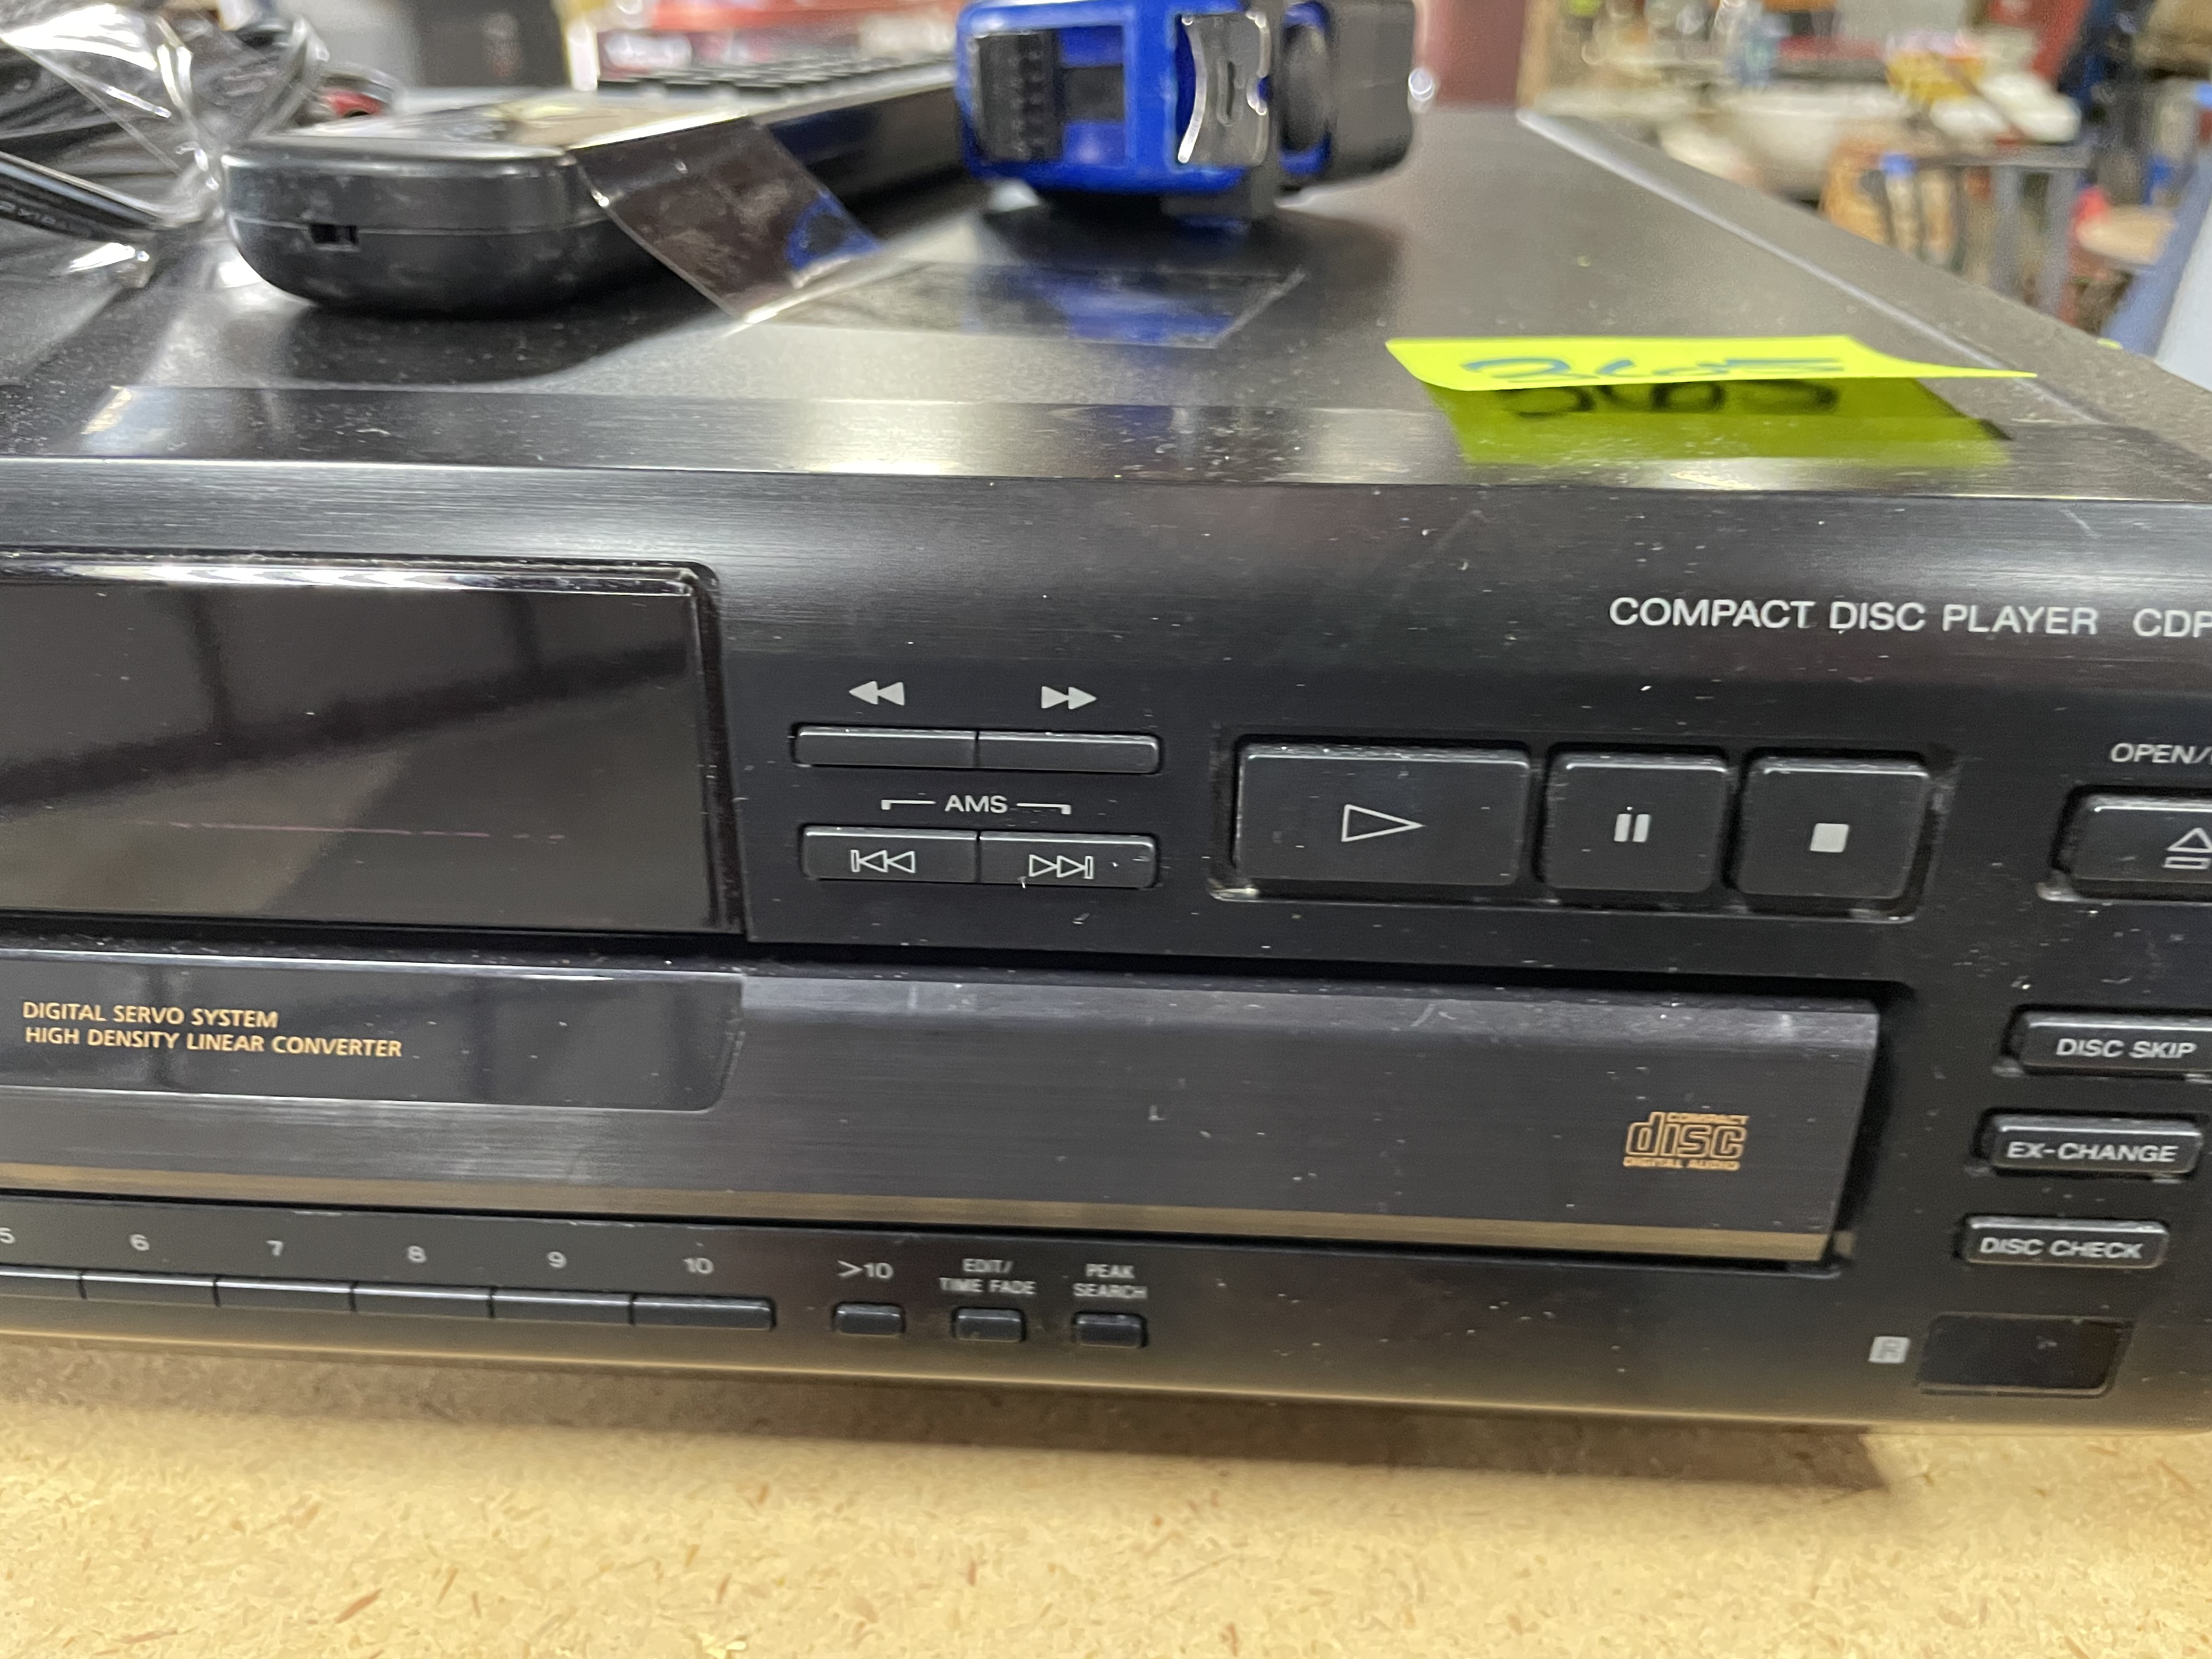 COMPACT DISC PLAYER CDP
AMS
OPEN/
DIGITAL SERVO SYSTEM
HIGH DENSITY LINEAR CONVERTER
DISC SKIP
COMPACT
disc
DIGITAL AUDIO
EX-CHANGE
DISC CHECK
5 6 7 8 9 10 >10
EDIT/
TIME FADE
PEAK
SEARCH
R